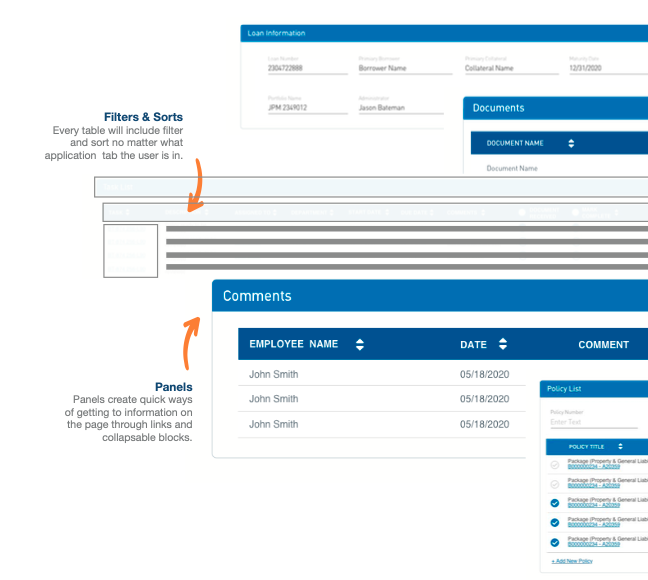 Loan Information
Loan Number
Primary Borrower
Primary Collateral
Maturity Date
2304722888
Borrower Name
Collateral Name
12/31/2020
Portfolio Name
Administrator
JPM 2349012
Jason Bateman
Documents
DOCUMENT NAME
Document Name
Filters & Sorts
Every table will include filter
and sort no matter what
application tab the user is in.
Comments
EMPLOYEE NAME
DATE
COMMENT
John Smith
05/18/2020
John Smith
05/18/2020
John Smith
05/18/2020
Panels
Panels create quick ways
of getting to information on
the page through links and
collapsable blocks.
Policy List
Policy Number
Enter Text
POLICY TITLE
Package (Property & General Liab
B000000234 - A20359
Package (Property & General Liab
B000000234 - A20359
Package (Property & General Liab
B000000234 - A20359
Package (Property & General Liab
B000000234 - A20359
Package (Property & General Liab
B000000234 - A20359
+ Add New Policy